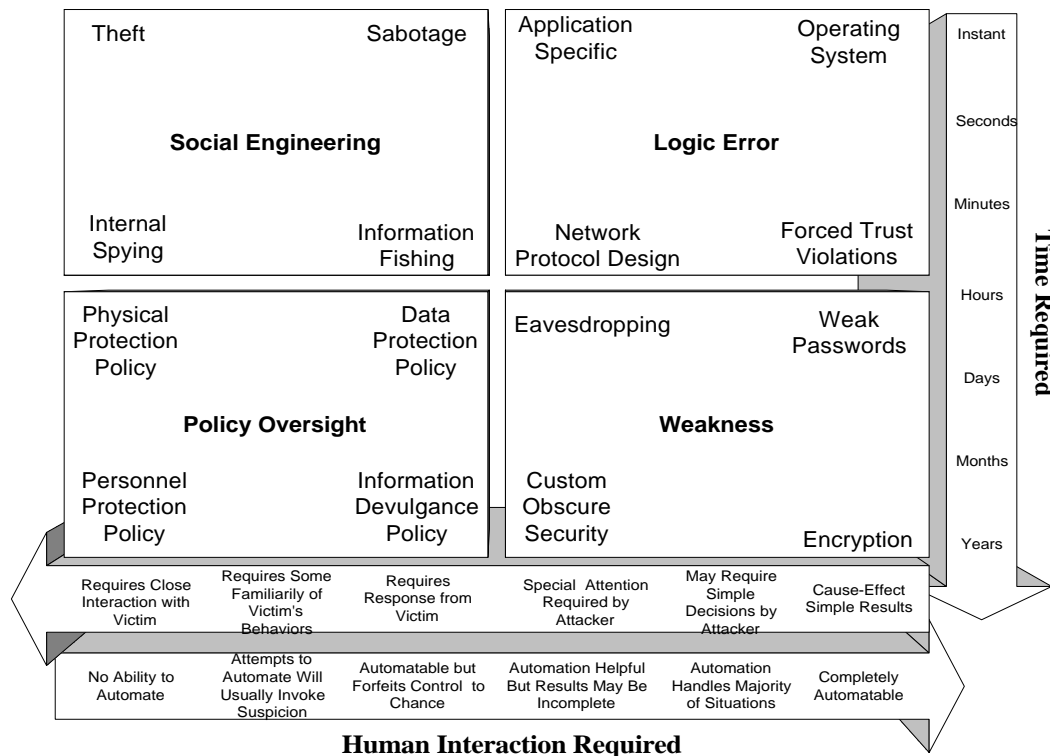 Theft
Sabotage
Social Engineering
Internal
Spying
Information
Fishing
Application
Specific
Operating
System
Logic Error
Network
Protocol Design
Forced Trust
Violations
Physical
Protection
Policy
Data
Protection
Policy
Policy Oversight
Personnel
Protection
Policy
Information
Devulgance
Policy
Eavesdropping
Weak
Passwords
Weakness
Custom
Obscure
Security
Encryption
Instant
Seconds
Minutes
Hours
Days
Months
Years
Time Required
Requires Close
Interaction with
Victim
Requires Some
Familiarily of
Victim's
Behaviors
Requires
Response from
Victim
Special Attention
Required by
Attacker
May Require
Simple
Decisions by
Attacker
Cause-Effect
Simple Results
No Ability to
Automate
Attempts to
Automate Will
Usually Invoke
Suspicion
Automatable but
Forfeits Control to
Chance
Automation Helpful
But Results May Be
Incomplete
Automation
Handles Majority
of Situations
Completely
Automatable
Human Interaction Required